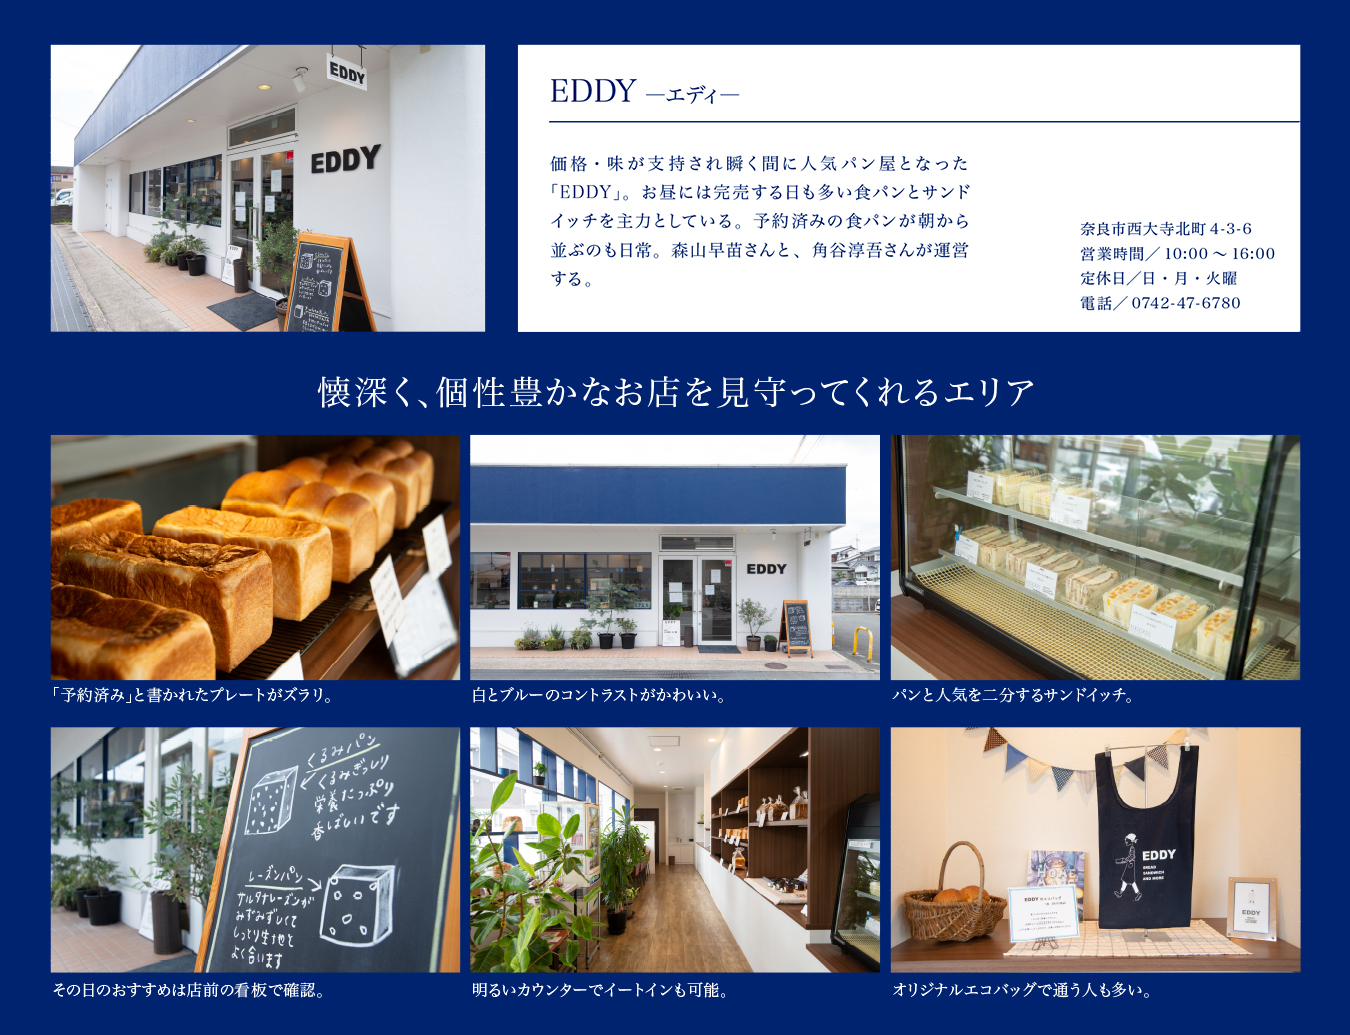 EDDY
EDDY
EDDY ―エディ―
価格・味が支持され瞬く間に人気パン屋となった
「EDDY」。お昼には完売する日も多い食パンとサンド
イッチを主力としている。予約済みの食パンが朝から
並ぶのも日常。森山早苗さんと、角谷淳吾さんが運営
する。
奈良市西大寺北町 4-3-6
営業時間／ 10:00 〜 16:00
定休日／日・月・火曜
電話／ 0742-47-6780
懐深く、個性豊かなお店を見守ってくれるエリア
EDDY
「予約済み」と書かれたプレートがズラリ。
白とブルーのコントラストがかわいい。
パンと人気を二分するサンドイッチ。
くるみパン
くるみぎっしり
栄養たっぷり
香ばしいです
レーズンパン
サルタナレーズンが
みずみずしくて
しっとり生地と
よく合います
EDDY
BREAD
SANDWICH
AND MORE
EDDY
EDDY
その日のおすすめは店前の看板で確認。
明るいカウンターでイートインも可能。
オリジナルエコバッグで通う人も多い。